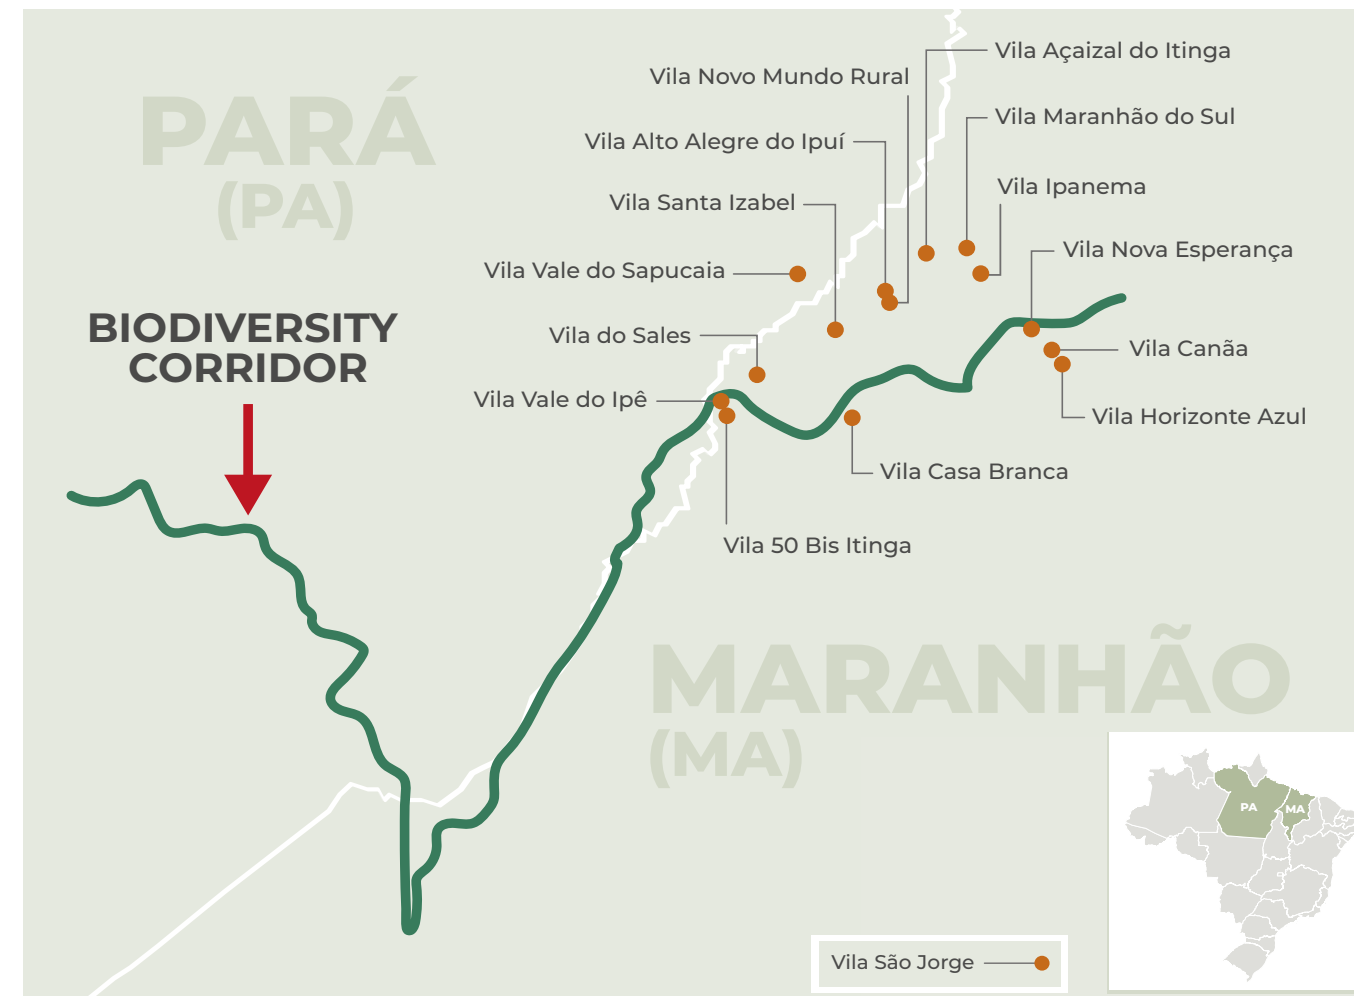 PARÁ
(PA)
Vila Açaizal do Itinga
Vila Novo Mundo Rural
Vila Maranhão do Sul
Vila Alto Alegre do Ipuí
Vila Ipanema
Vila Santa Izabel
Vila Nova Esperança
Vila Vale do Sapucaia
BIODIVERSITY
CORRIDOR
Vila do Sales
Vila Canãa
Vila Vale do Ipê
Vila Horizonte Azul
Vila Casa Branca
Vila 50 Bis Itinga
MARANHÃO
(MA)
PA
MA
Vila São Jorge